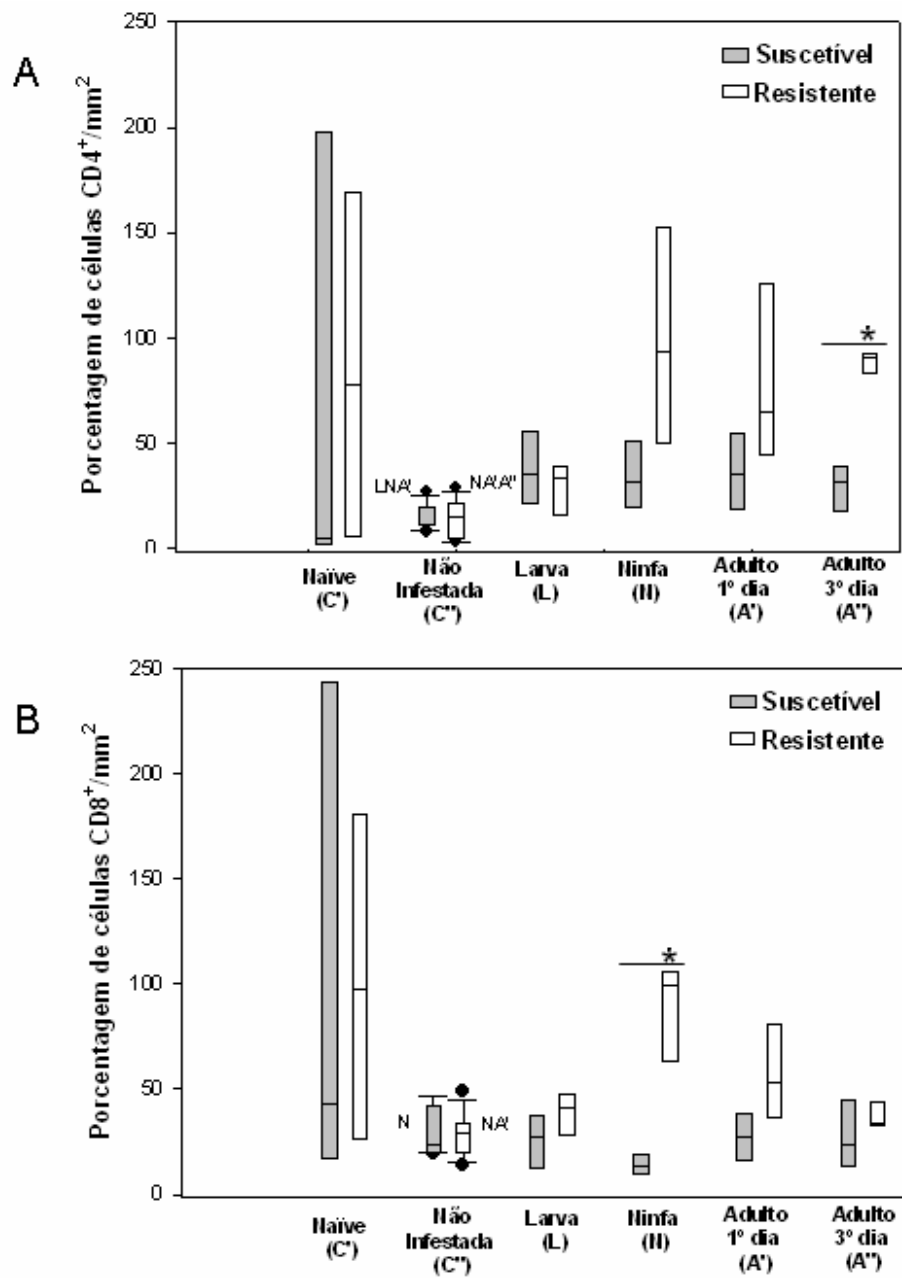 A
Porcentagem de células CD4+/mm2
250
200
150
100
50
0
Suscetível
Resistente
LNA'
NA'A''
*
Naïve
(C')
Não
Infestada
(C'')
Larva
(L)
Ninfa
(N)
Adulto
1º dia
(A')
Adulto
3º dia
(A'')
B
Porcentagem de células CD8+/mm2
250
200
150
100
50
0
Suscetível
Resistente
N
NA'
*
Naïve
(C')
Não
Infestada
(C'')
Larva
(L)
Ninfa
(N)
Adulto
1º dia
(A')
Adulto
3º dia
(A'')